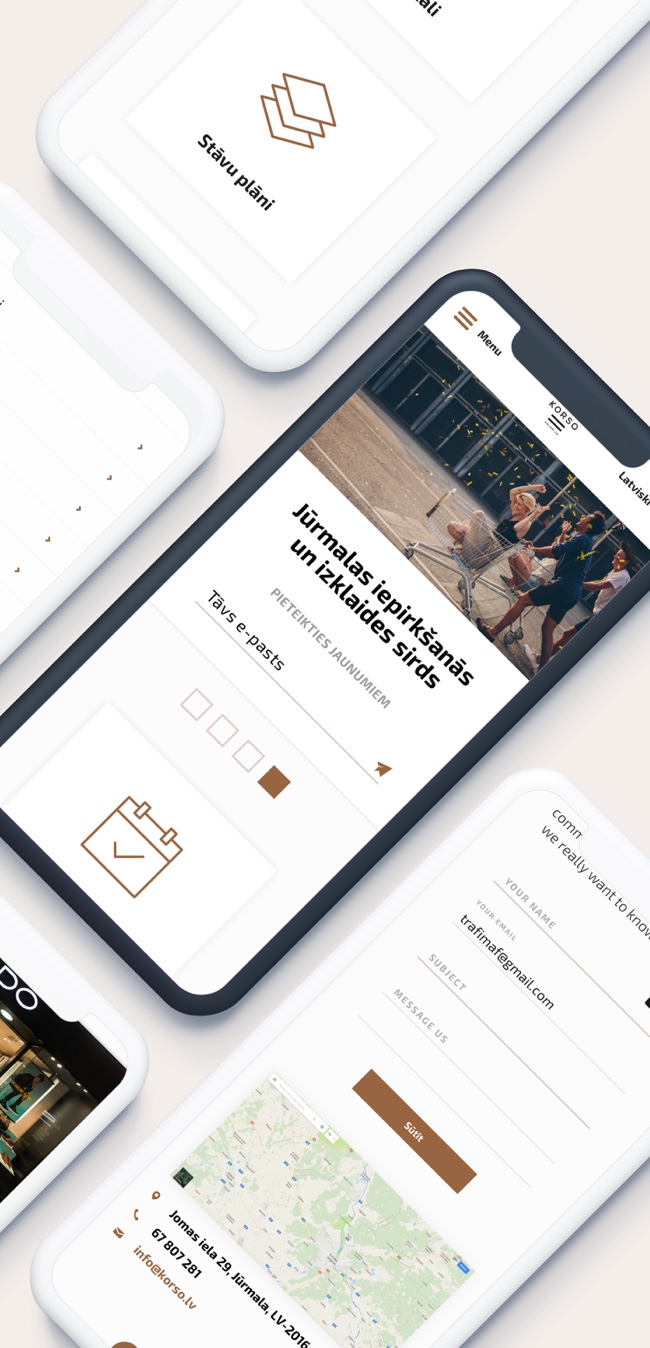 ali
Stāvu plāni
Menu
KORSO
Latviski
Jūrmalas iepirkšanās
un izklaides sirds
PIETEIKTIES JAUNUMIEM
Tāvs e-pasts
DO
comm
we really want to know
YOUR NAME
YOUR EMAIL
trafimaf@gmail.com
SUBJECT
MESSAGE US
Sūtīt
Jomas iela 29, Jūrmala, LV-2016
67 807 281
info@korso.lv